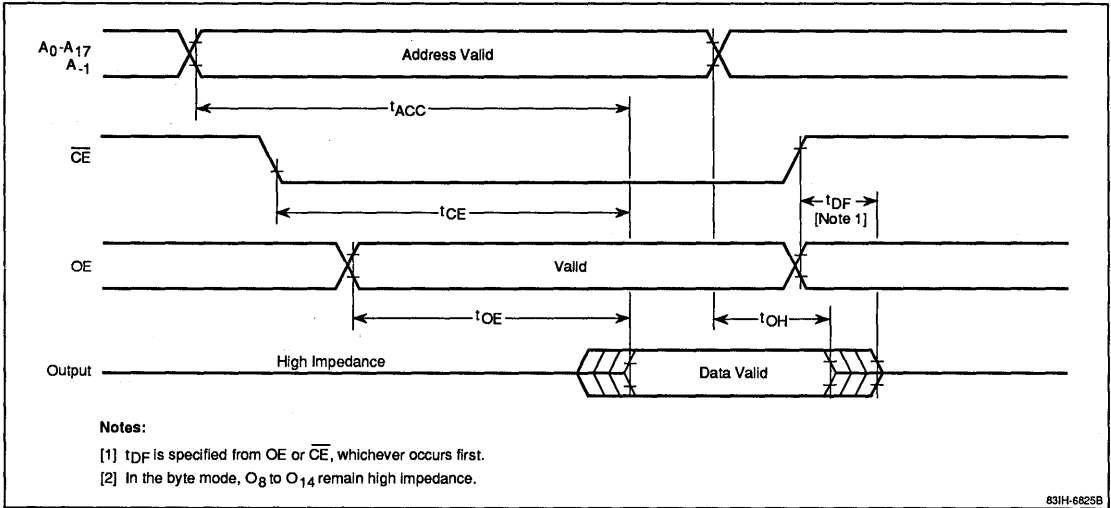 A0-A17
A-1
Address Valid
tACC
CE
tCE
tDF
[Note 1]
OE
Valid
tOE
tOH
Output
High Impedance
Data Valid
Notes:
[1] tDF is specified from OE or CE, whichever occurs first.
[2] In the byte mode, O8 to O14 remain high impedance.
83IH-6825B